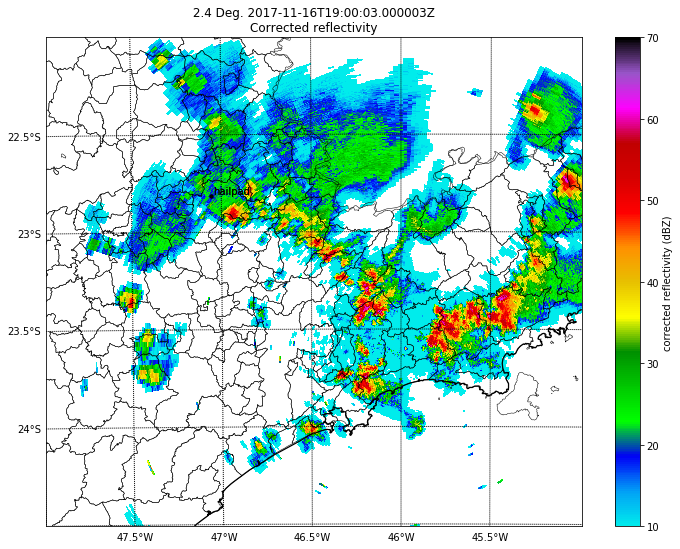 2.4 Deg. 2017-11-16T19:00:03.000003Z
Corrected reflectivity
22.5°S
23°S
23.5°S
24°S
47.5°W
47°W
46.5°W
46°W
45.5°W
hailpad
70
60
50
40
30
20
10
corrected reflectivity (dBZ)